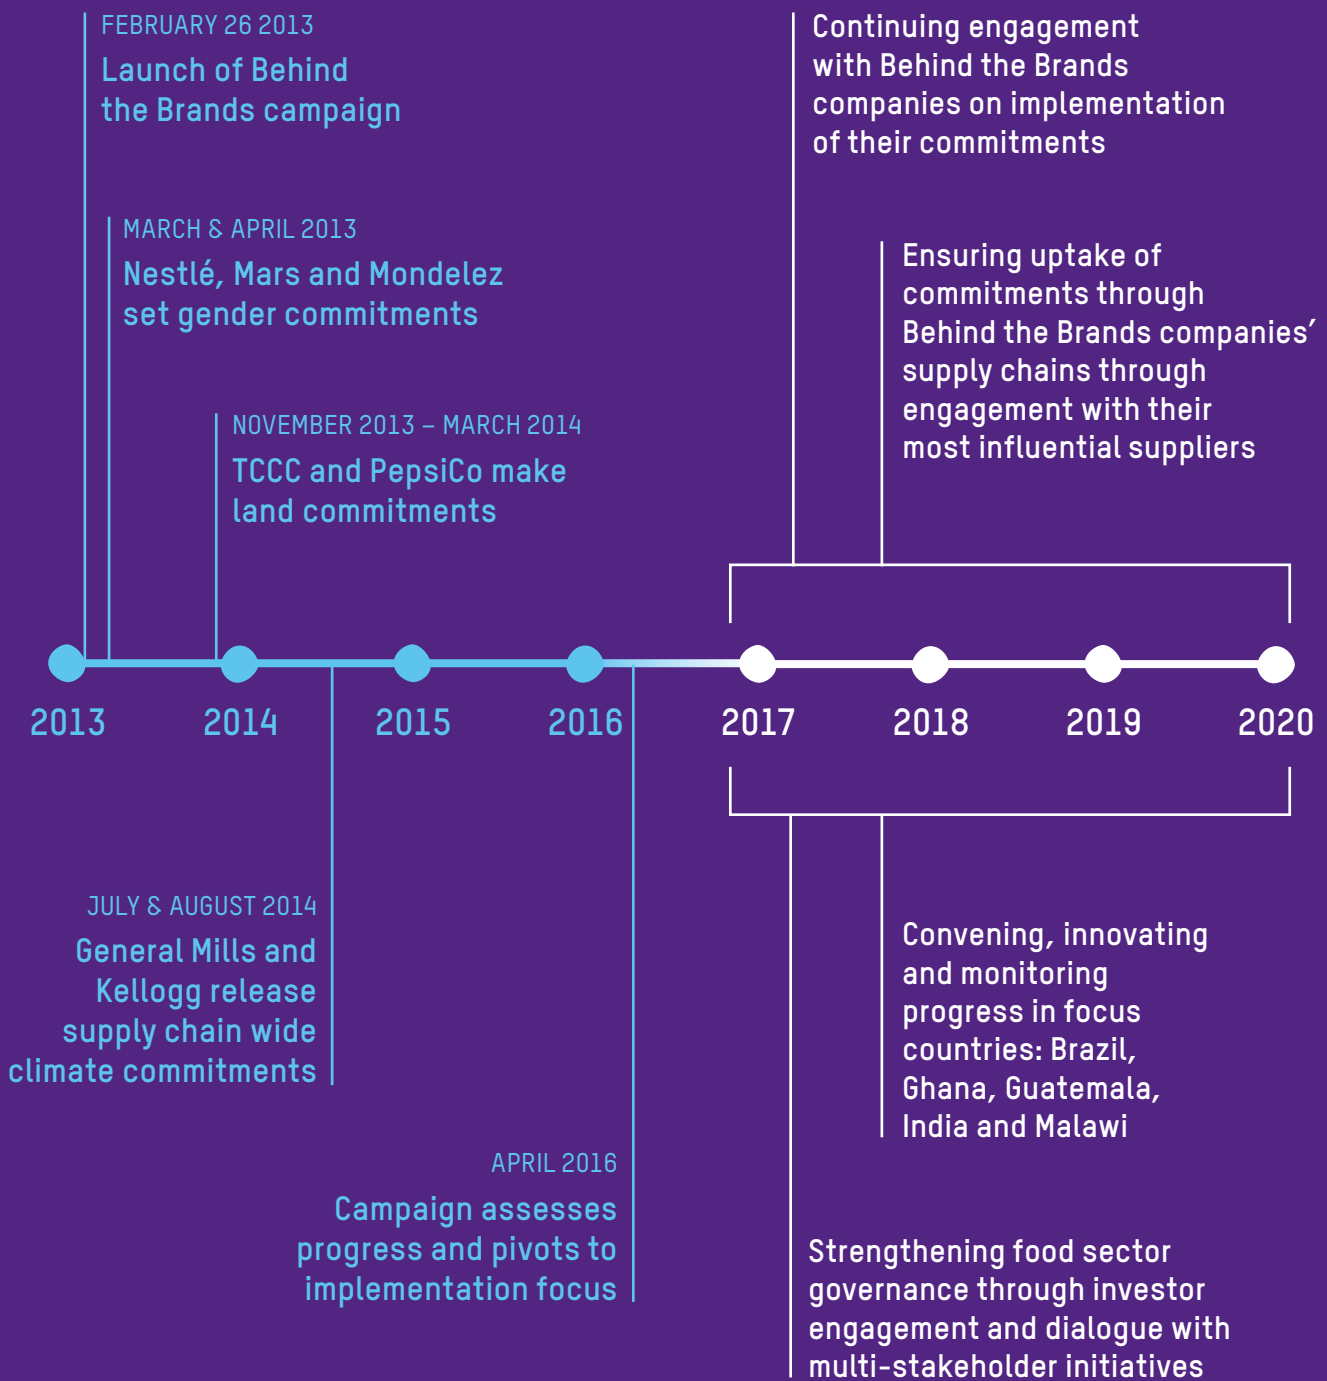 FEBRUARY 26 2013
Launch of Behind
the Brands campaign
MARCH & APRIL 2013
Nestlé, Mars and Mondelez
set gender commitments
NOVEMBER 2013 – MARCH 2014
TCCC and PepsiCo make
land commitments
Continuing engagement
with Behind the Brands
companies on implementation
of their commitments
Ensuring uptake of
commitments through
Behind the Brands companies’
supply chains through
engagement with their
most influential suppliers
2013 2014 2015 2016 2017 2018 2019 2020
JULY & AUGUST 2014
General Mills and
Kellogg release
supply chain wide
climate commitments
APRIL 2016
Campaign assesses
progress and pivots to
implementation focus
Convening, innovating
and monitoring
progress in focus
countries: Brazil,
Ghana, Guatemala,
India and Malawi
Strengthening food sector
governance through investor
engagement and dialogue with
multi-stakeholder initiatives